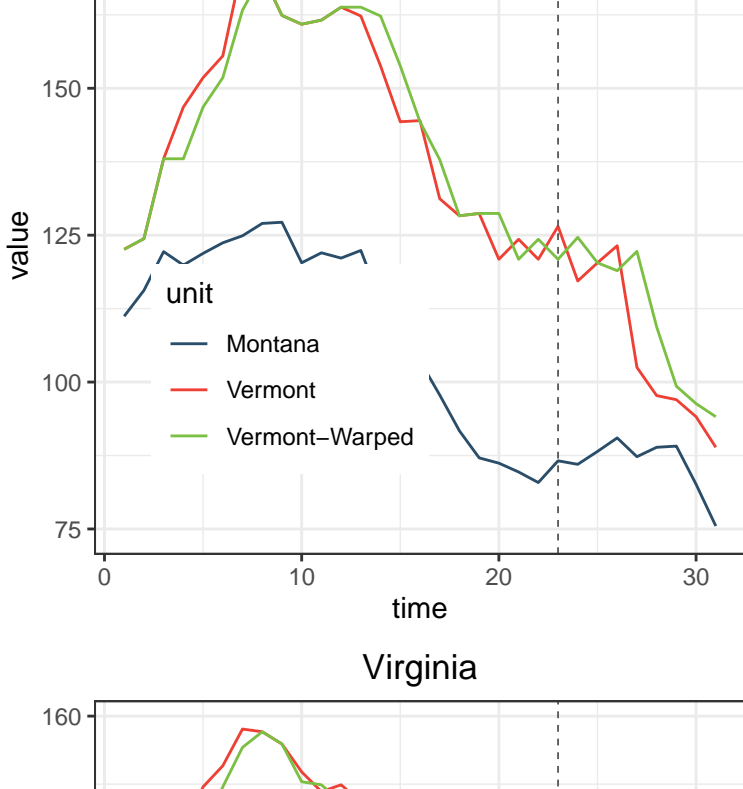 150
125
100
75
value
unit
Montana
Vermont
Vermont−Warped
0 10 20 30
time
Virginia
160